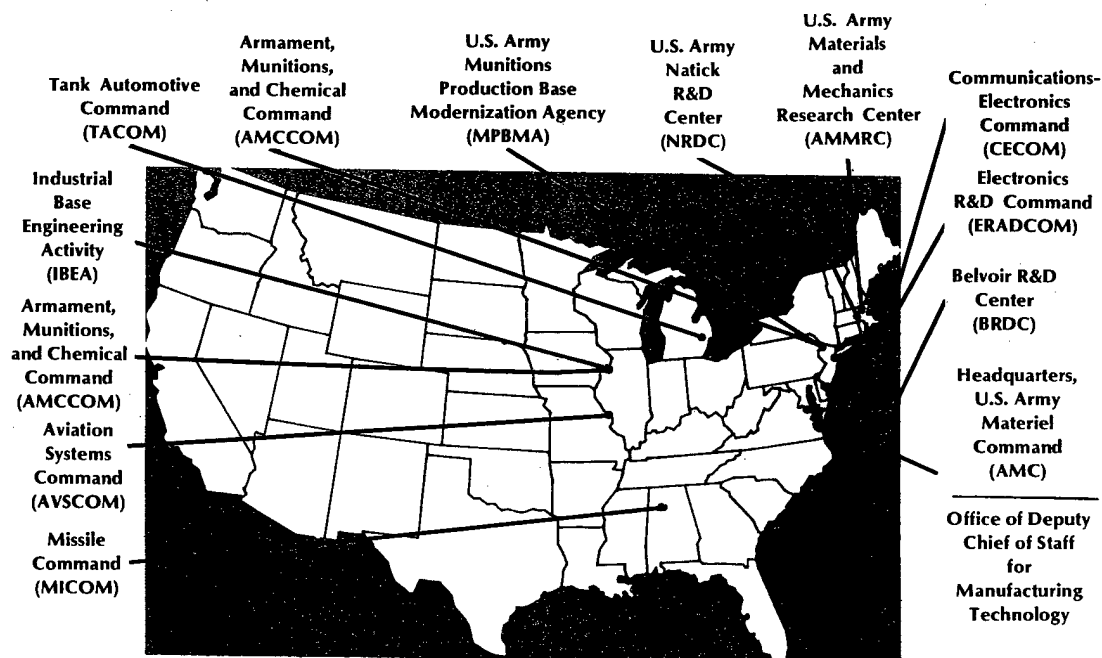 Tank Automotive
Command
(TACOM)
Armament,
Munitions,
and Chemical
Command
(AMCCOM)
U.S. Army
Munitions
Production Base
Modernization Agency
(MPBMA)
U.S. Army
Natick
R&D
Center
(NRDC)
U.S. Army
Materials
and
Mechanics
Research Center
(AMMRC)
Communications-
Electronics
Command
(CECOM)
Electronics
R&D Command
(ERADCOM)
Belvoir R&D
Center
(BRDC)
Headquarters,
U.S. Army
Materiel
Command
(AMC)
Office of Deputy
Chief of Staff
for
Manufacturing
Technology
Industrial
Base
Engineering
Activity
(IBEA)
Armament,
Munitions,
and Chemical
Command
(AMCCOM)
Aviation
Systems
Command
(AVSCOM)
Missile
Command
(MICOM)